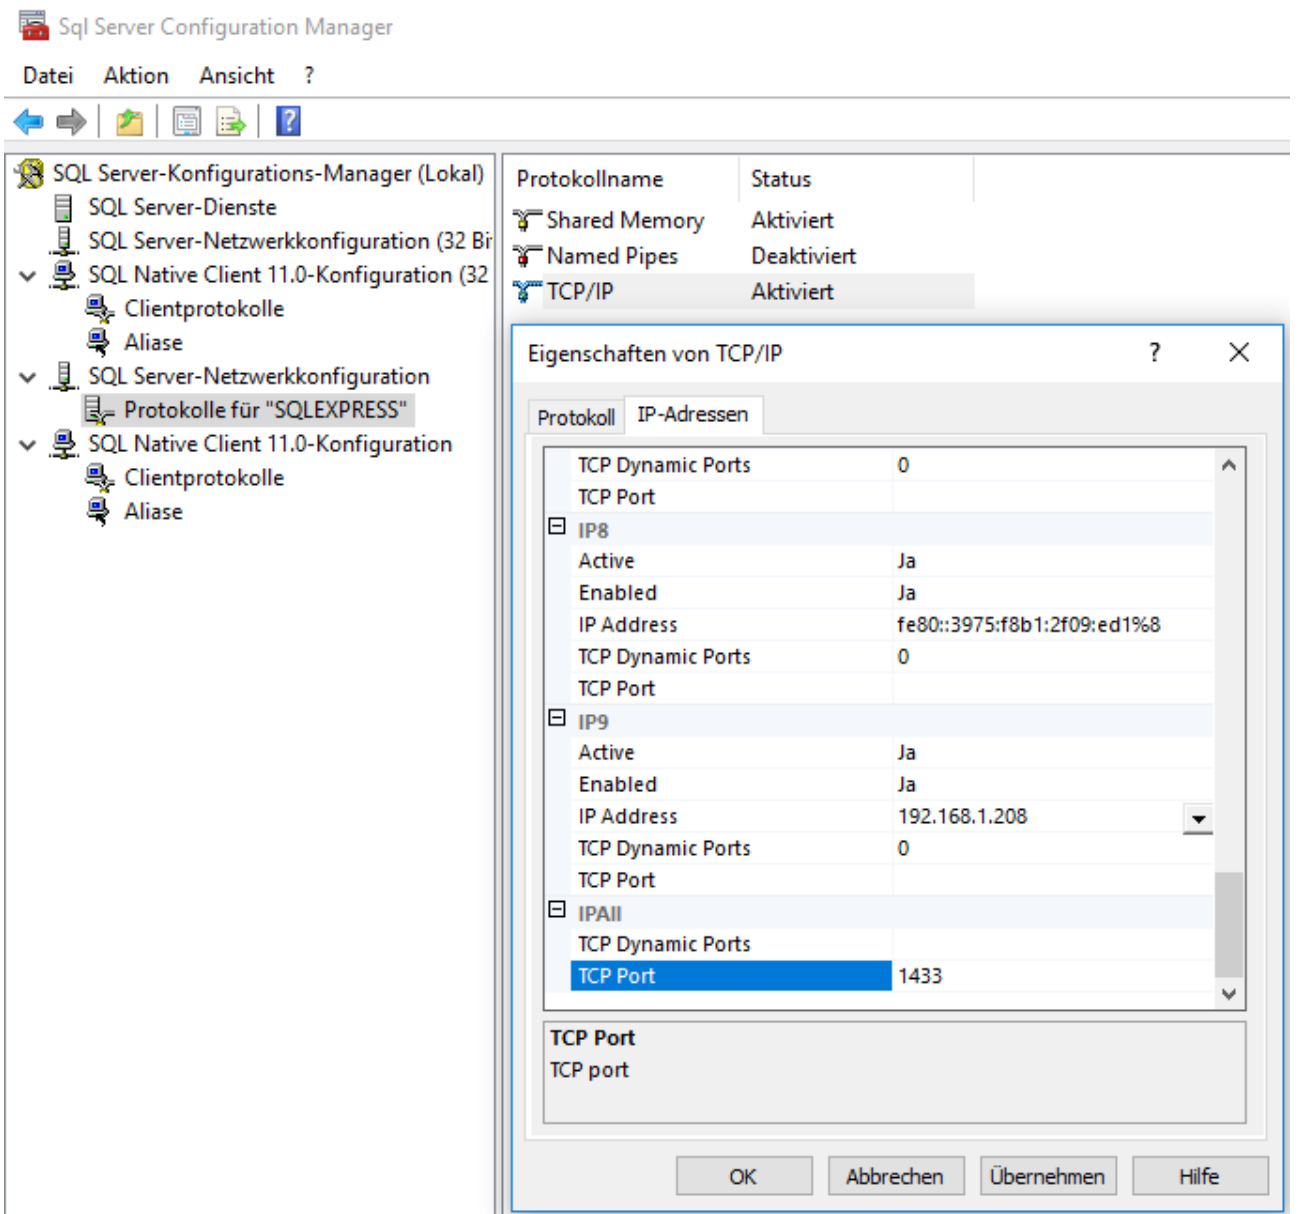 Sql Server Configuration Manager
Datei Aktion Ansicht ?
SQL Server-Konfigurations-Manager (Lokal)
SQL Server-Dienste
SQL Server-Netzwerkkonfiguration (32 Bi
SQL Native Client 11.0-Konfiguration (32
Clientprotokolle
Aliase
SQL Server-Netzwerkkonfiguration
Protokolle für "SQLEXPRESS"
SQL Native Client 11.0-Konfiguration
Clientprotokolle
Aliase
Protokollname Status
Shared Memory Aktiviert
Named Pipes Deaktiviert
TCP/IP Aktiviert
Eigenschaften von TCP/IP ?
Protokoll IP-Adressen
TCP Dynamic Ports 0
TCP Port
IP8
Active Ja
Enabled Ja
IP Address fe80::3975:f8b1:2f09:ed1%8
TCP Dynamic Ports 0
TCP Port
IP9
Active Ja
Enabled Ja
IP Address 192.168.1.208
TCP Dynamic Ports 0
TCP Port
IPAll
TCP Dynamic Ports
TCP Port 1433
TCP Port
TCP port
OK Abbrechen Übernehmen Hilfe